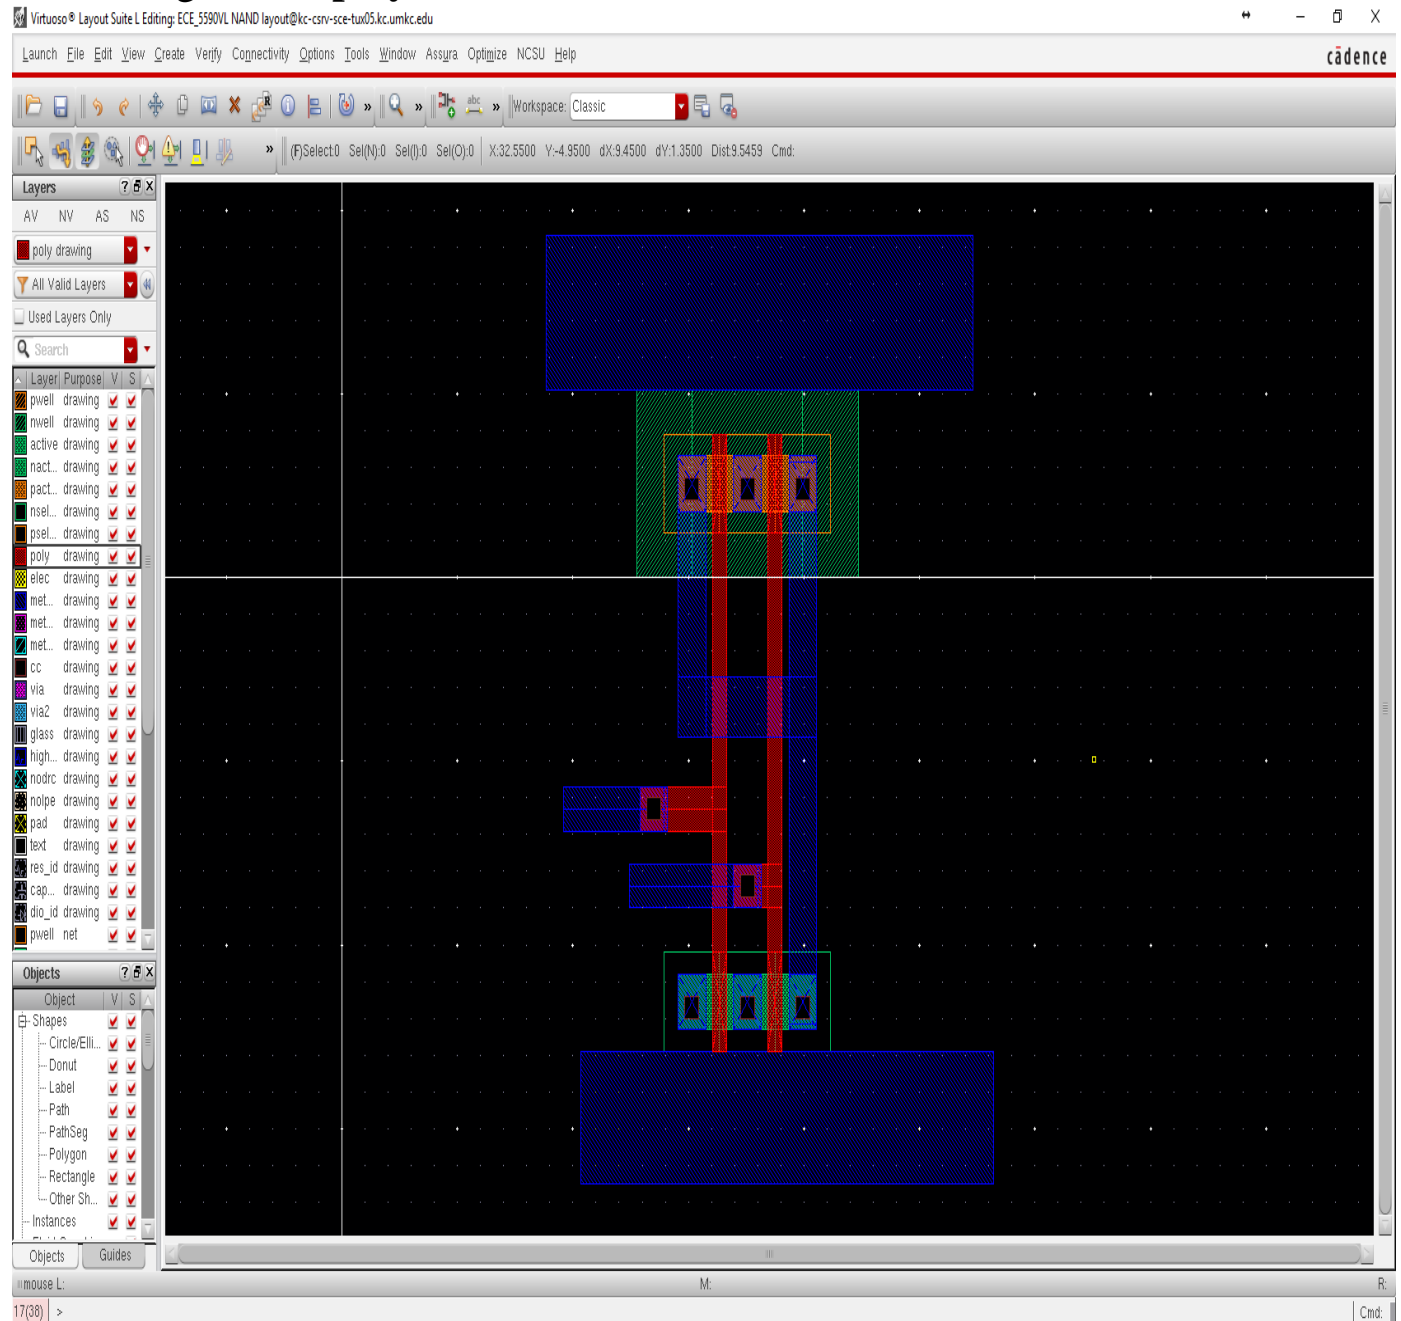 Virtuoso® Layout Suite L Editing: ECE_5590VL NAND layout@kc-csrv-sce-tux05.kc.umkc.edu
Launch File Edit View Create Verify Connectivity Options Tools Window Assura Optimize NCSU Help
cādence
Workspace: Classic
(F)Select:0 Sel(N):0 Sel(I):0 Sel(O):0 X:32.5500 Y:-4.9500 dX:9.4500 dY:1.3500 Dist:9.5459 Cmd:
Layers
AV NV AS NS
poly drawing
All Valid Layers
Used Layers Only
Search
Layer Purpose V S
pwell drawing
nwell drawing
active drawing
nact... drawing
pact... drawing
nsel... drawing
psel... drawing
poly drawing
elec drawing
met... drawing
met... drawing
met... drawing
cc drawing
via drawing
via2 drawing
glass drawing
high... drawing
nodrc drawing
nolpe drawing
pad drawing
text drawing
res_id drawing
cap... drawing
dio_id drawing
pwell net
Objects
Object V S
Shapes
Circle/Elli...
Donut
Label
Path
PathSeg
Polygon
Rectangle
Other Sh...
Instances
Objects Guides
mouse L: M: R:
17(38) > Cmd: